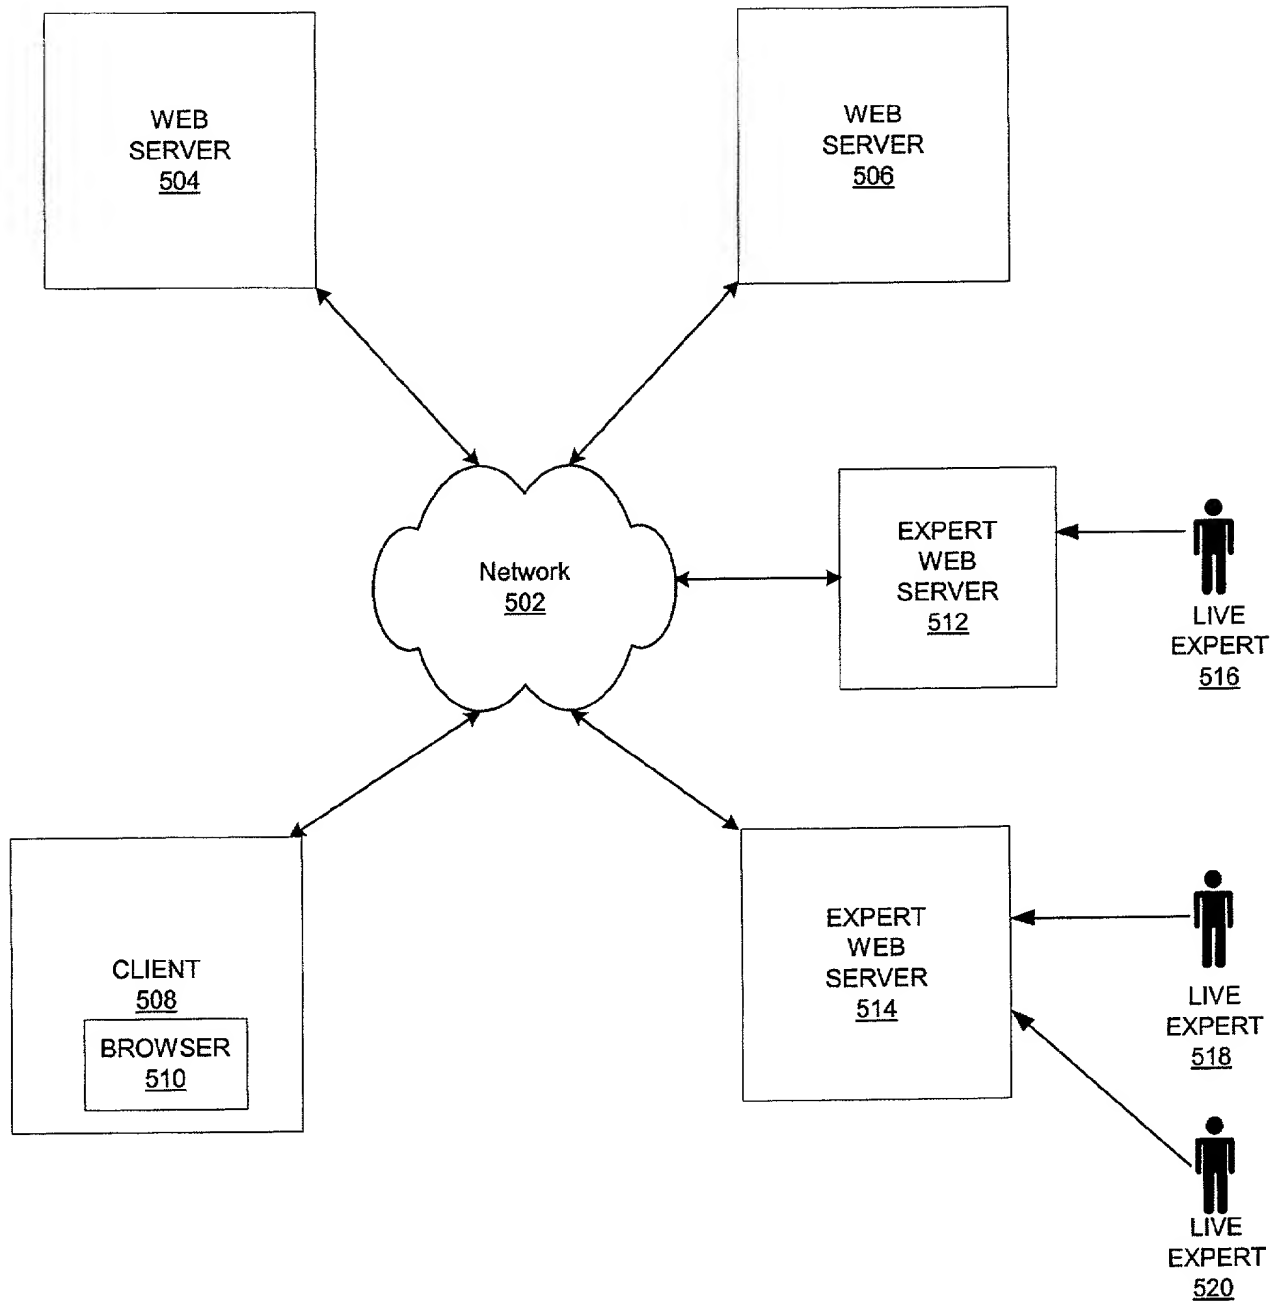 WEB
SERVER
504
WEB
SERVER
506
Network
502
EXPERT
WEB
SERVER
512
LIVE
EXPERT
516
CLIENT
508
BROWSER
510
EXPERT
WEB
SERVER
514
LIVE
EXPERT
518
LIVE
EXPERT
520